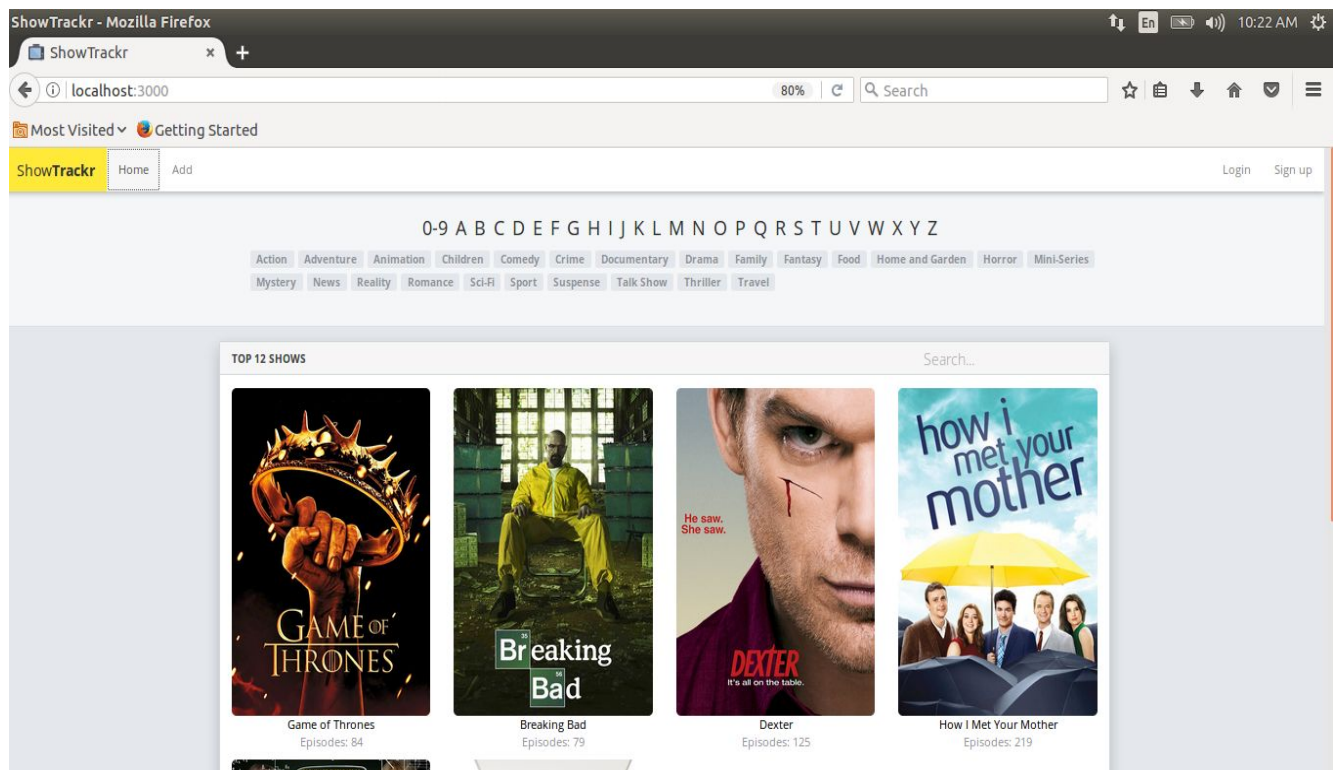 ShowTrackr - Mozilla Firefox
En
10:22 AM
ShowTrackr × +
localhost:3000
80%
Search
Most Visited
Getting Started
ShowTrackr Home Add Login Sign up
0-9 A B C D E F G H I J K L M N O P Q R S T U V W X Y Z
Action Adventure Animation Children Comedy Crime Documentary Drama Family Fantasy Food Home and Garden Horror Mini-Series
Mystery News Reality Romance Sci-Fi Sport Suspense Talk Show Thriller Travel
TOP 12 SHOWS Search...
GAME OF
THRONES
Game of Thrones
Episodes: 84
35
Breaking
56
Bad
Breaking Bad
Episodes: 79
He saw.
She saw.
DEXTER
It's all on the table.
Dexter
Episodes: 125
how i
met your
mother
How I Met Your Mother
Episodes: 219